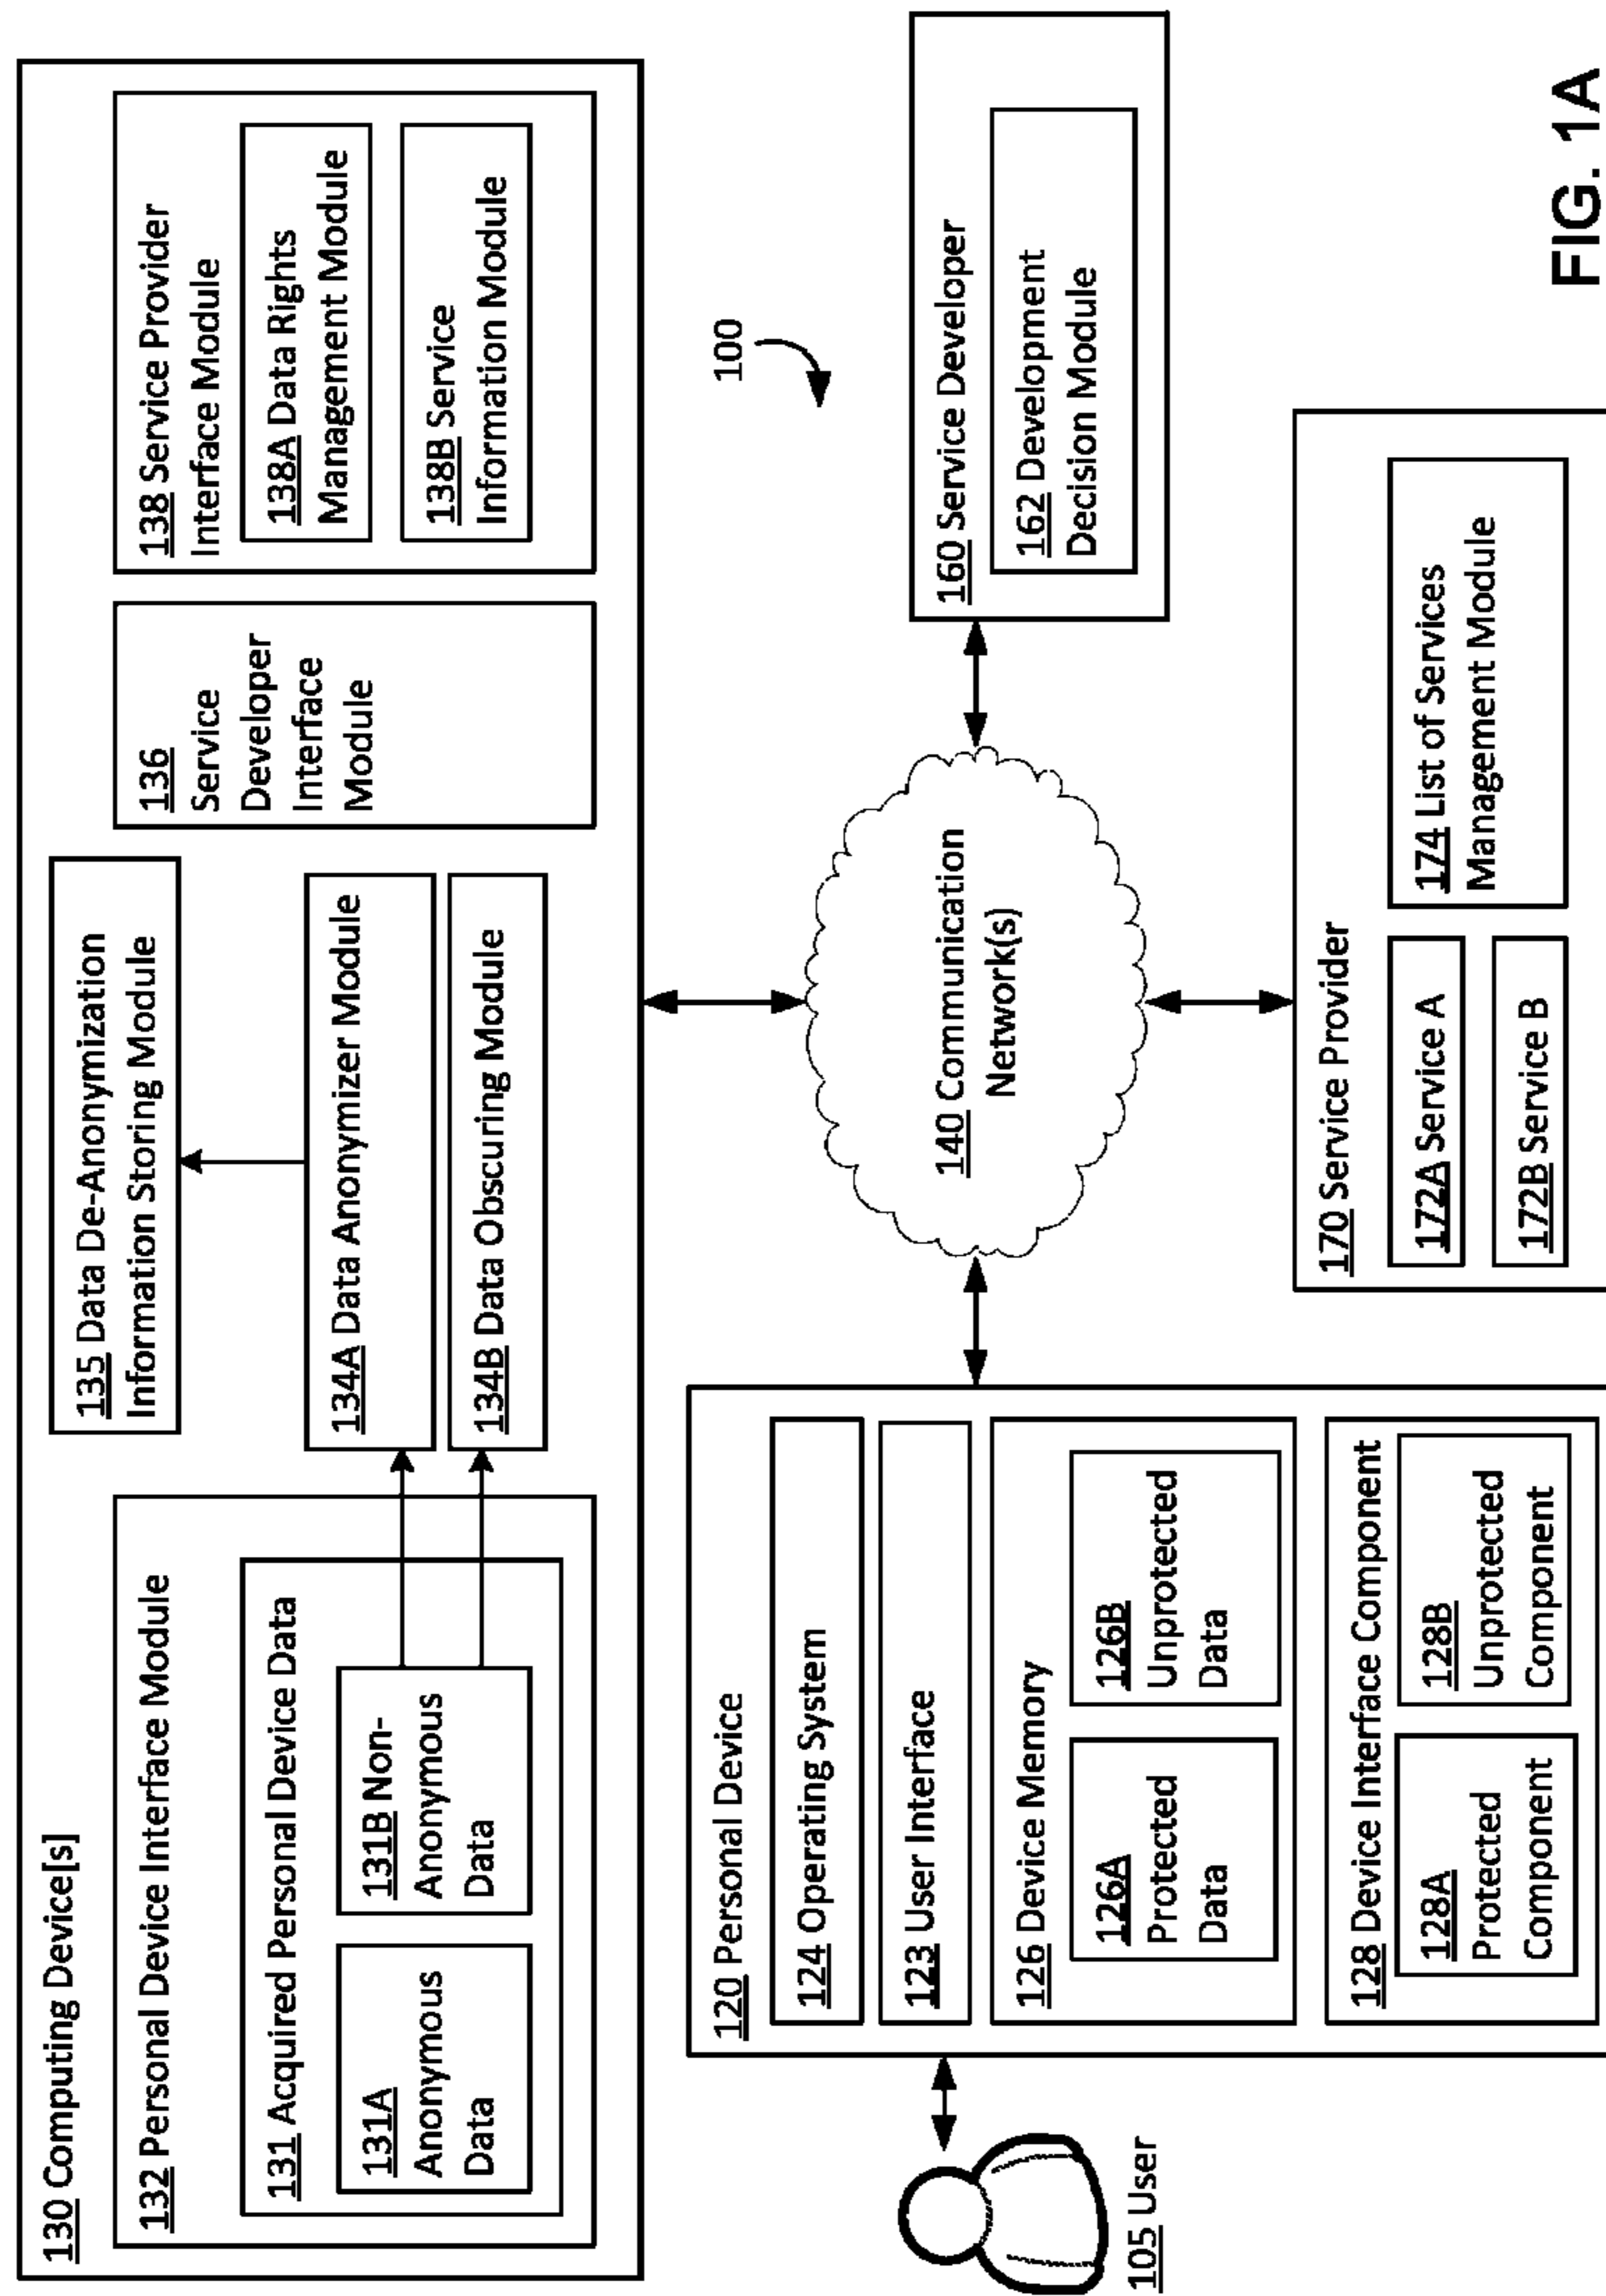 130 Computing Device[s]
132 Personal Device Interface Module
131 Acquired Personal Device Data
131A
Anonymous
Data
131B Non-
Anonymous
Data
135 Data De-Anonymization
Information Storing Module
134A Data Anonymizer Module
134B Data Obscuring Module
136
Service
Developer
Interface
Module
138 Service Provider
Interface Module
138A Data Rights
Management Module
138B Service
Information Module
100
105 User
120 Personal Device
124 Operating System
123 User Interface
126 Device Memory
126A
Protected
Data
126B
Unprotected
Data
128 Device Interface Component
128A
Protected
Component
128B
Unprotected
Component
140 Communication
Network(s)
160 Service Developer
162 Development
Decision Module
170 Service Provider
172A Service A
172B Service B
174 List of Services
Management Module
FIG. 1A